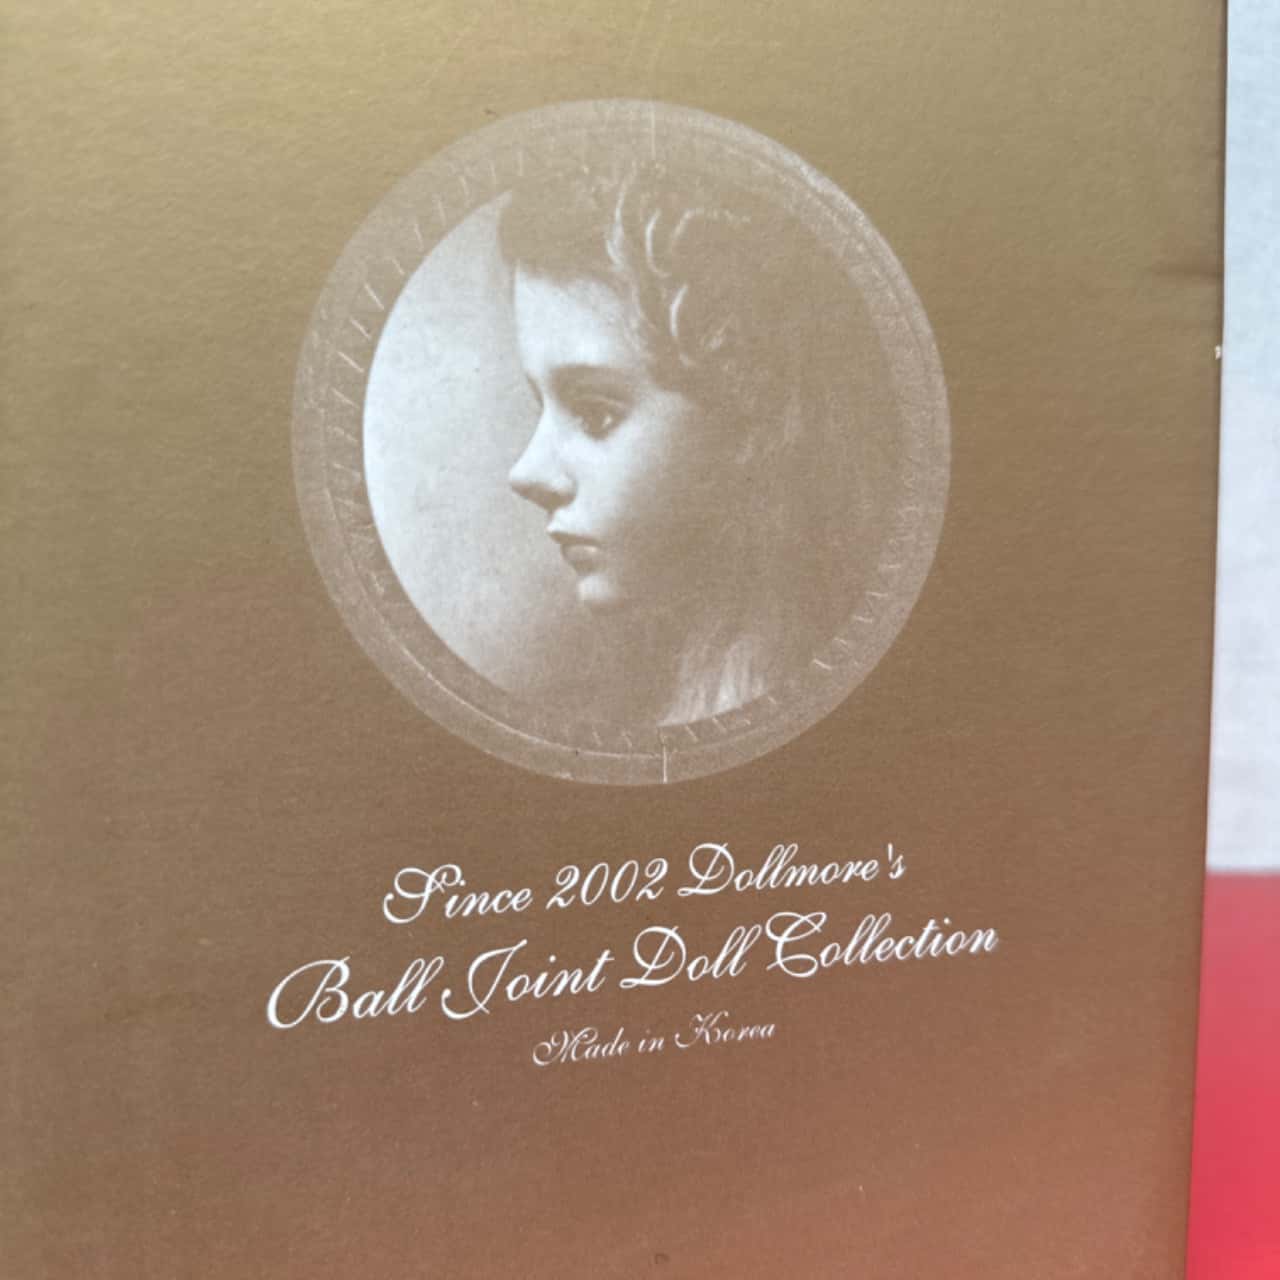 Since 2002 Dollmore's
Ball Joint Doll Collection
Made in Korea